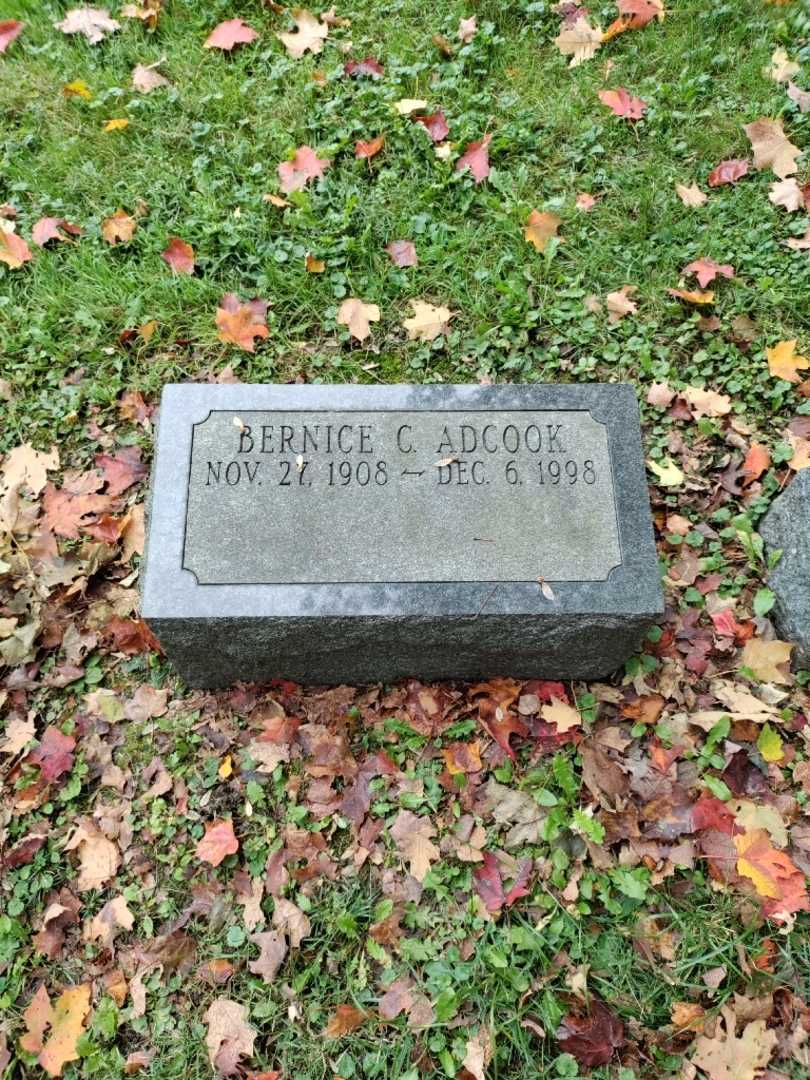 BERNICE C. ADCOOK
NOV. 27, 1908 ~ DEC. 6, 1998